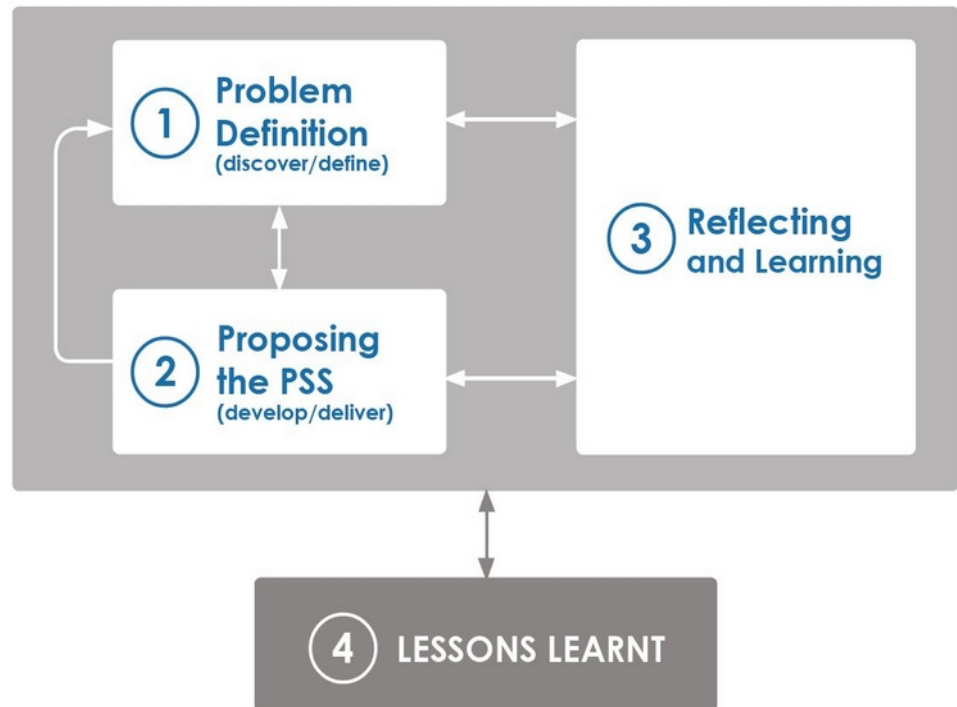 1
Problem
Definition
(discover/define)
2
Proposing
the PSS
(develop/deliver)
3
Reflecting
and Learning
4
LESSONS LEARNT